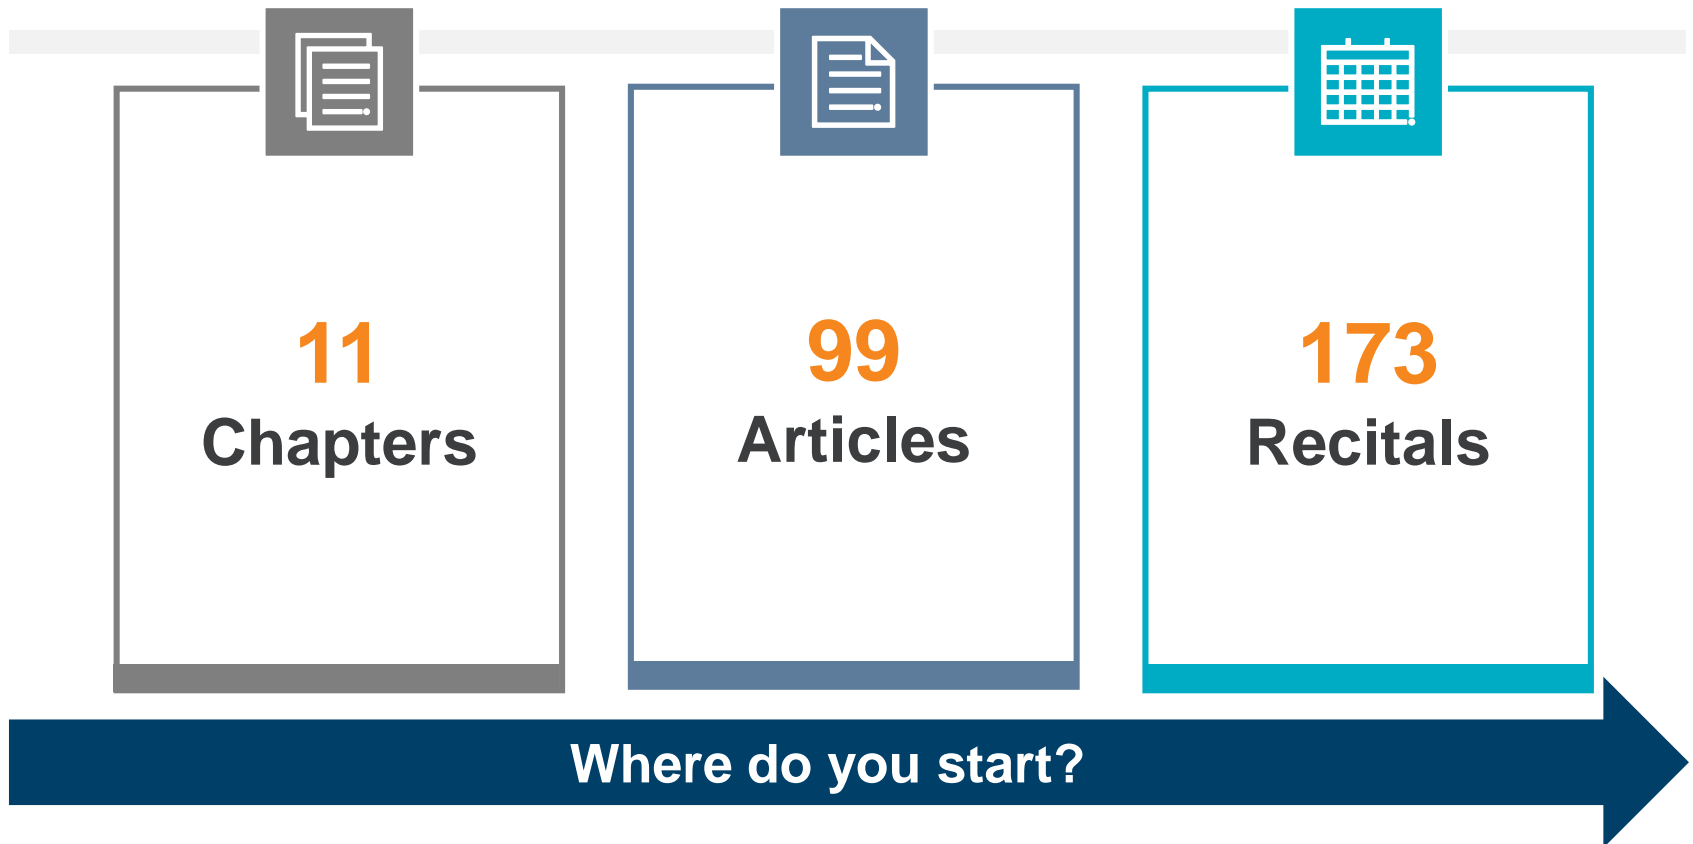 11
Chapters
99
Articles
173
Recitals
Where do you start?